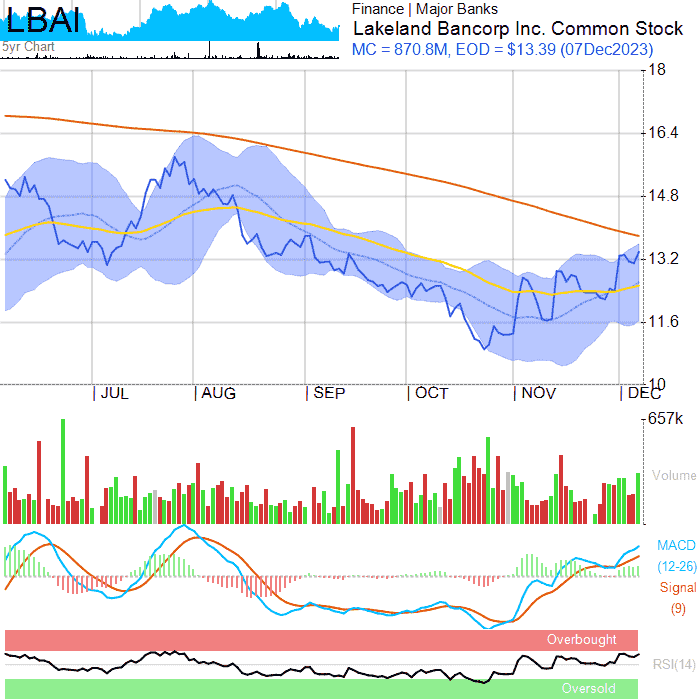 LBAI
5yr Chart
Finance | Major Banks
Lakeland Bancorp Inc. Common Stock
MC = 870.8M, EOD = $13.39 (07Dec2023)
18
16.4
14.8
13.2
11.6
10
JUL AUG SEP OCT NOV DEC
657k
Volume
MACD
(12-26)
Signal
(9)
Overbought
RSI(14)
Oversold